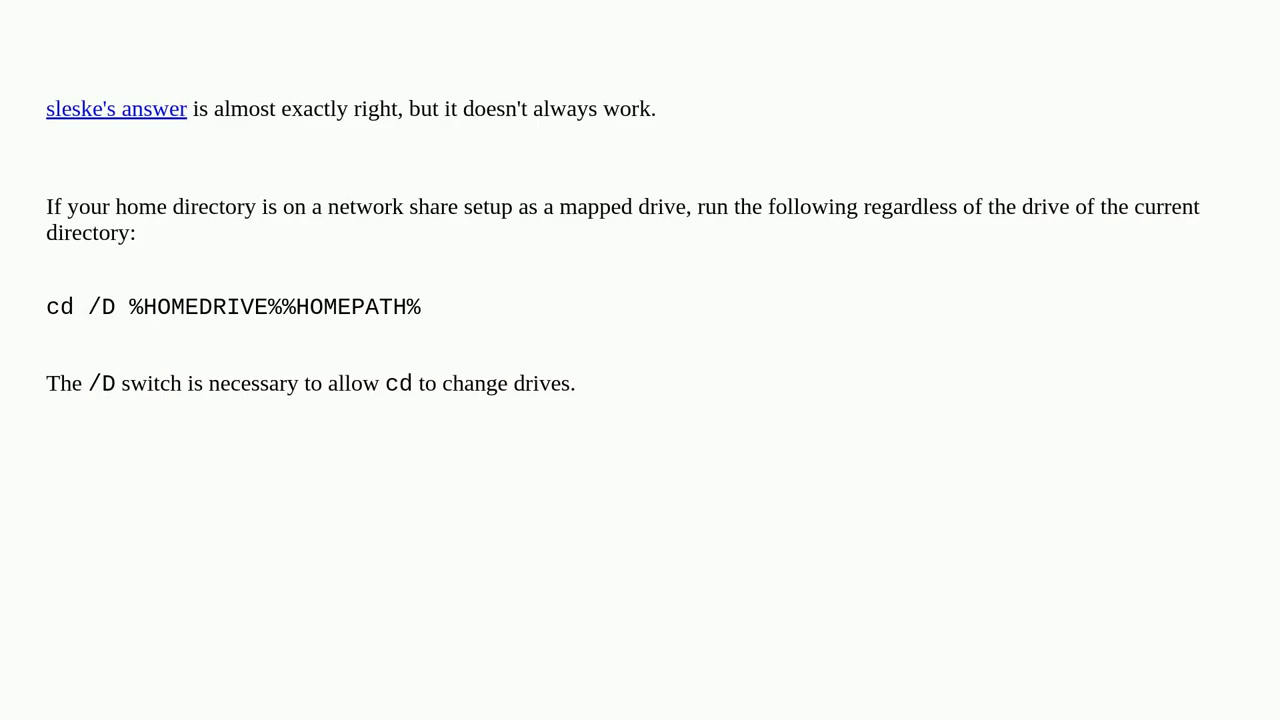 sleske's answer is almost exactly right, but it doesn't always work.
If your home directory is on a network share setup as a mapped drive, run the following regardless of the drive of the current
directory:
cd /D %HOMEDRIVE%%HOMEPATH%
The /D switch is necessary to allow cd to change drives.